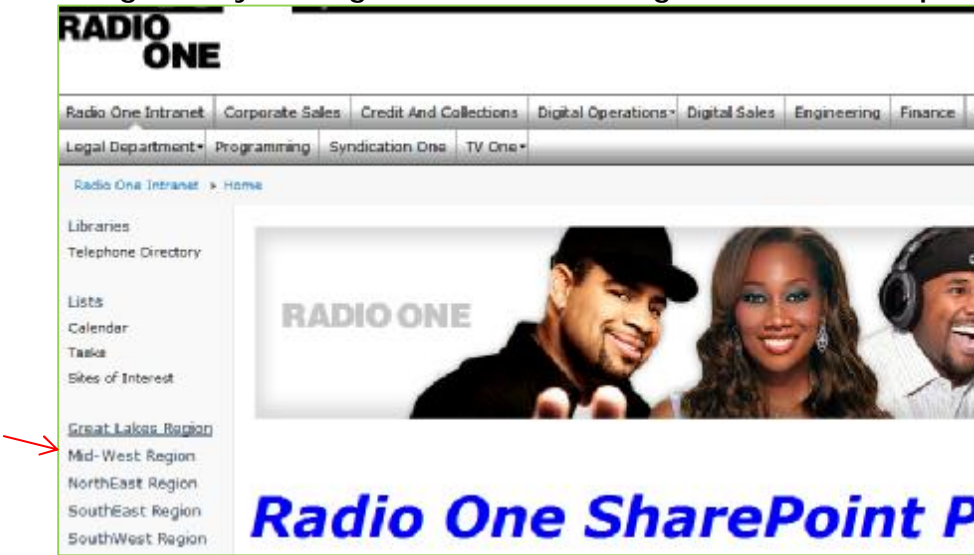 RADIO
ONE
Radio One Intranet Corporate Sales Credit And Collections Digital Operations Digital Sales Engineering Finance
Legal Department Programming Syndication One TV One
Radio One Intranet Home
Libraries
Telephone Directory
Lists
Calendar
Tasks
Sites of Interest
Great Lakes Region
Mid-West Region
NorthEast Region
SouthEast Region
SouthWest Region
RADIO ONE
Radio One SharePoint P